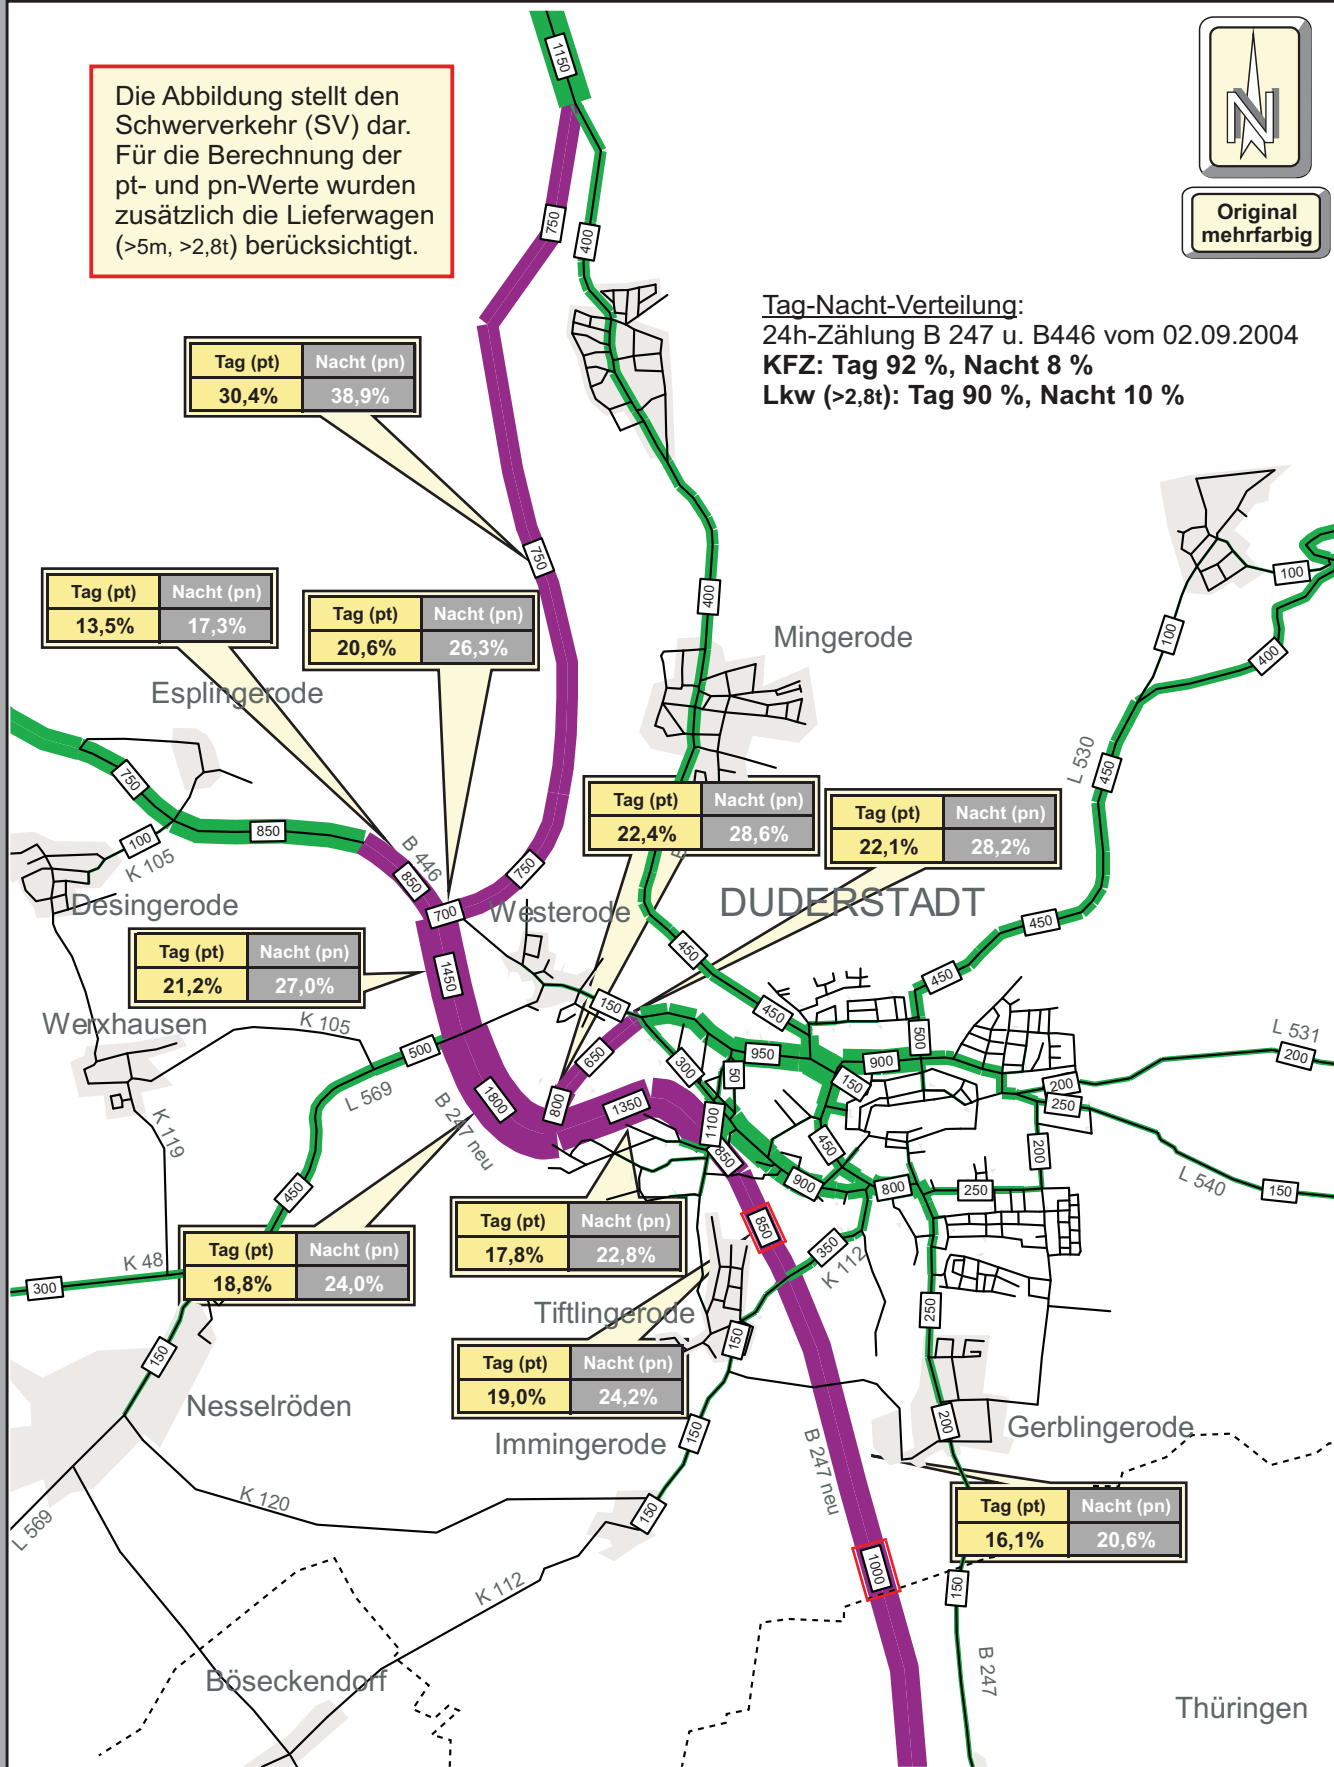 1150
Die Abbildung stellt den
Schwerverkehr (SV) dar.
Für die Berechnung der
pt- und pn-Werte wurden
zusätzlich die Lieferwagen
(>5m, >2,8t) berücksichtigt.
N
Original
mehrfarbig
750
400
Tag-Nacht-Verteilung:
24h-Zählung B 247 u. B446 vom 02.09.2004
KFZ: Tag 92 %, Nacht 8 %
Lkw (>2,8t): Tag 90 %, Nacht 10 %
Tag (pt) Nacht (pn)
30,4% 38,9%
750
100
400
100
400
Tag (pt) Nacht (pn)
13,5% 17,3%
Tag (pt) Nacht (pn)
20,6% 26,3%
Mingerode
Esplingerode
L 530
450
750
850
100
K 105
B 446
850
750
Tag (pt) Nacht (pn)
22,4% 28,6%
Tag (pt) Nacht (pn)
22,1% 28,2%
Desingerode
700
Westerode
DUDERSTADT
450
450
450
Tag (pt) Nacht (pn)
21,2% 27,0%
1450
150
450
500
Werxhausen
K 105
500
650
300
950
900
L 531
200
L 569
50
150
200
250
1800
800
1350
B 247 neu
K 119
1100
850
450
200
900
800
250
L 540
150
450
Tag (pt) Nacht (pn)
17,8% 22,8%
850
350
K 112
K 48
300
Tag (pt) Nacht (pn)
18,8% 24,0%
Tiftlingerode
150
250
150
Tag (pt) Nacht (pn)
19,0% 24,2%
Nesselröden
Immingerode
150
B 247 neu
200
Gerblingerode
K 120
150
L 569
Tag (pt) Nacht (pn)
16,1% 20,6%
1000
150
K 112
Böseckendorf
B 247
Thüringen